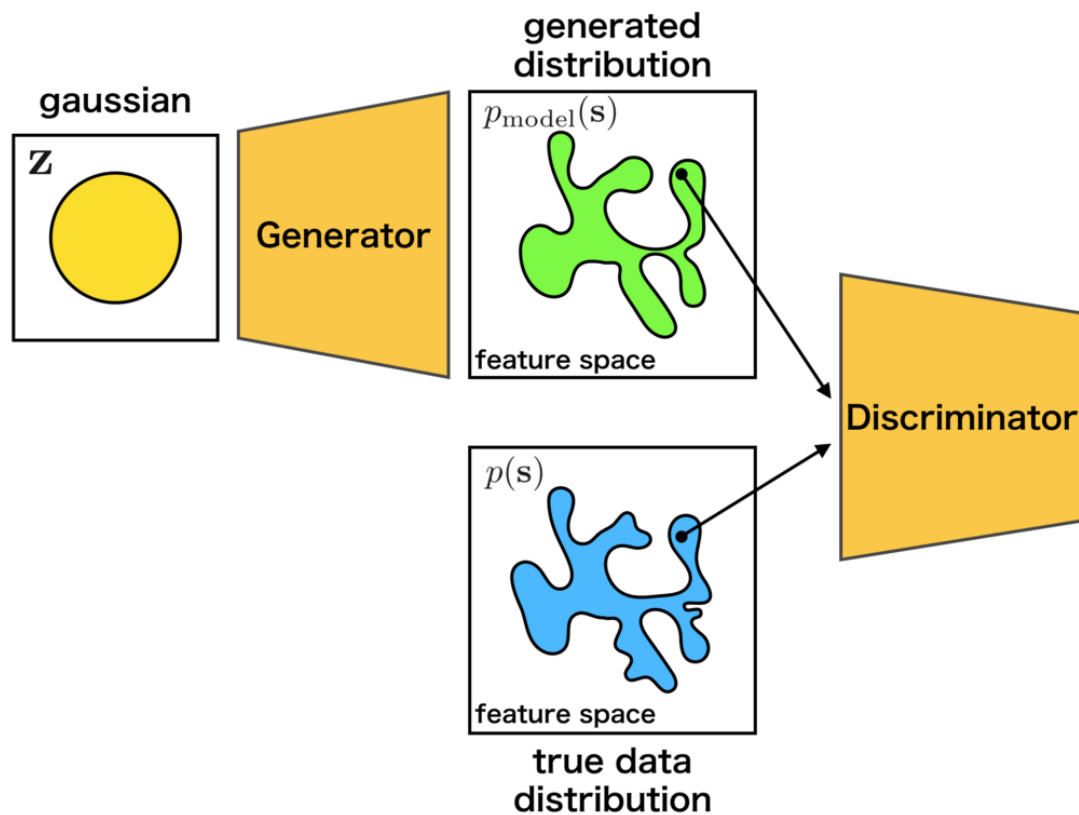 generated
distribution
gaussian
z
Generator
p_model(s)
feature space
Discriminator
p(s)
feature space
true data
distribution